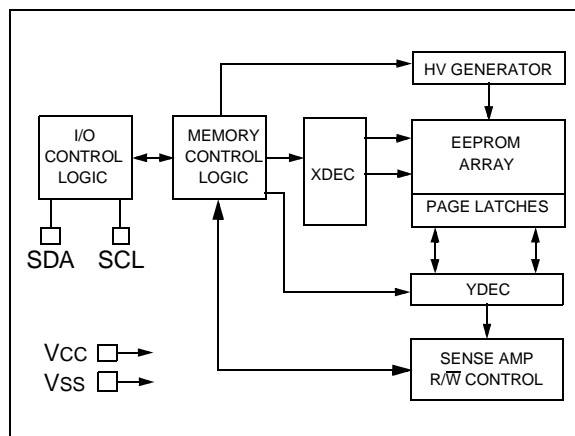 HV GENERATOR
I/O
CONTROL
LOGIC
MEMORY
CONTROL
LOGIC
XDEC
EEPROM
ARRAY
PAGE LATCHES
SDA
SCL
YDEC
VCC
VSS
SENSE AMP
R/W̅ CONTROL